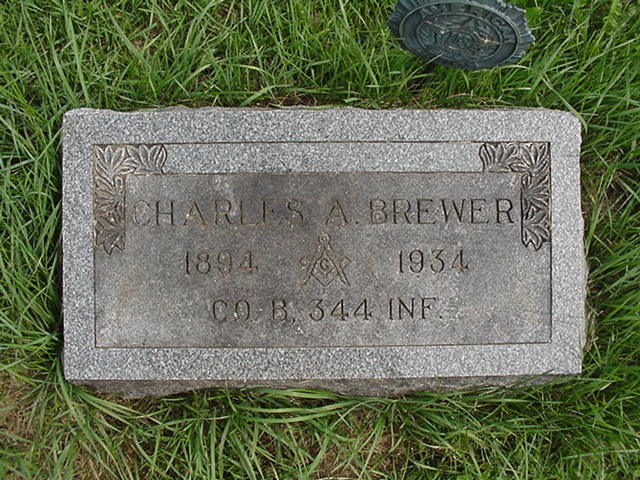 CHARLES A. BREWER
1894 G 1934
CO. B, 344 INF.